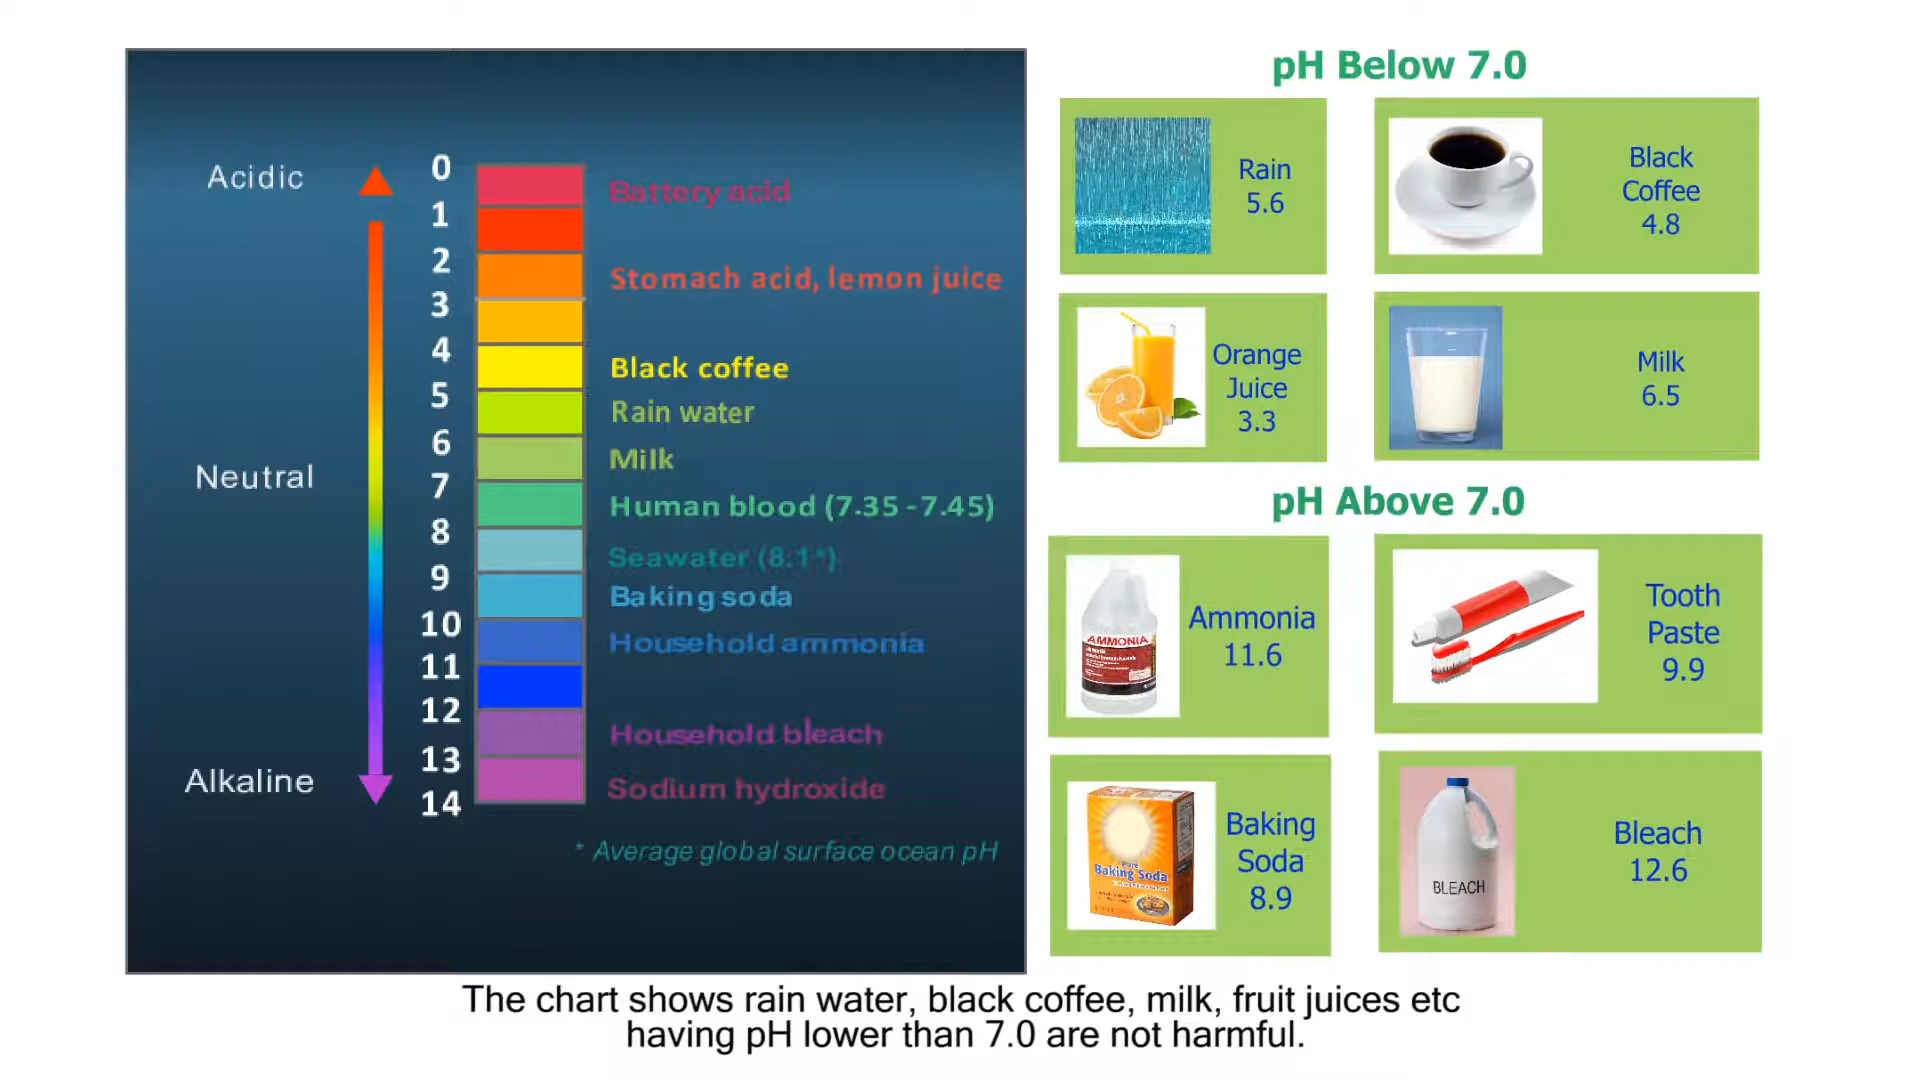 Acidic
Neutral
Alkaline
0
1
2
3
4
5
6
7
8
9
10
11
12
13
14
Battery acid
Stomach acid, lemon juice
Black coffee
Rain water
Milk
Human blood (7.35 - 7.45)
Seawater (8.1*)
Baking soda
Household ammonia
Household bleach
Sodium hydroxide
* Average global surface ocean pH
pH Below 7.0
Rain
5.6
Black
Coffee
4.8
Orange
Juice
3.3
Milk
6.5
pH Above 7.0
AMMONIA
Ammonia
11.6
Tooth
Paste
9.9
Pure
Baking Soda
Baking
Soda
8.9
BLEACH
Bleach
12.6
The chart shows rain water, black coffee, milk, fruit juices etc
having pH lower than 7.0 are not harmful.